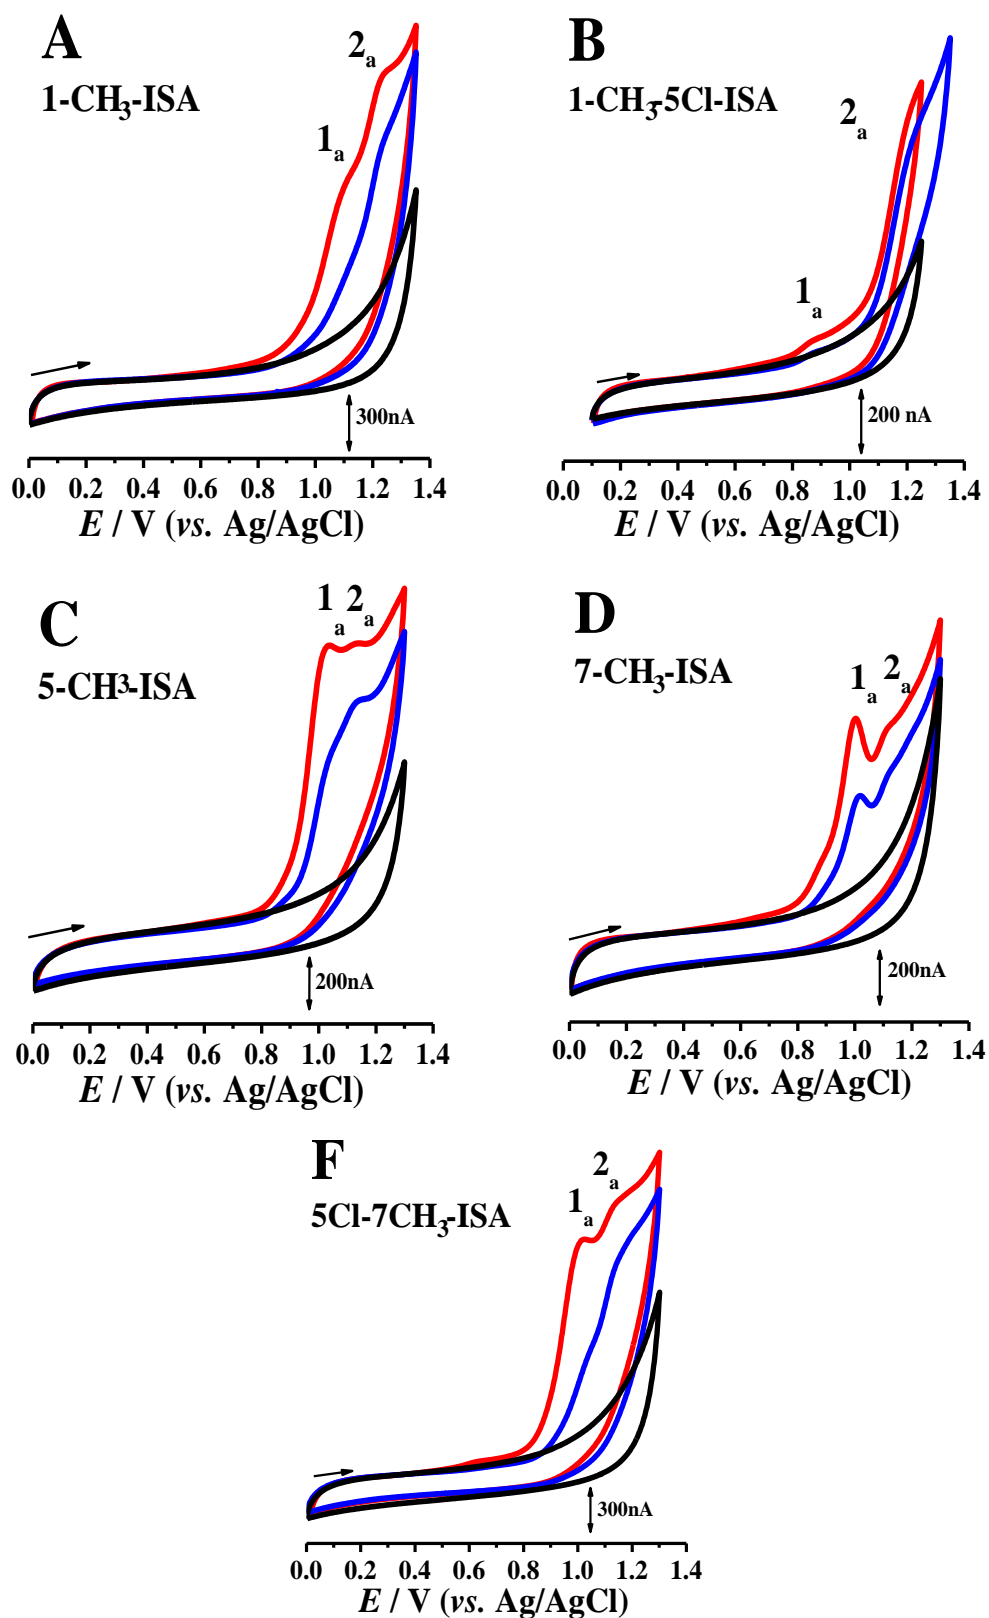 A
1-CH₃-ISA
1ₐ
2ₐ
300nA
0.0 0.2 0.4 0.6 0.8 1.0 1.2 1.4
E / V (vs. Ag/AgCl)
B
1-CH₃-5Cl-ISA
1ₐ
2ₐ
200 nA
0.0 0.2 0.4 0.6 0.8 1.0 1.2 1.4
E / V (vs. Ag/AgCl)
C
5-CH³-ISA
1ₐ 2ₐ
200nA
0.0 0.2 0.4 0.6 0.8 1.0 1.2 1.4
E / V (vs. Ag/AgCl)
D
7-CH₃-ISA
1ₐ 2ₐ
200nA
0.0 0.2 0.4 0.6 0.8 1.0 1.2 1.4
E / V (vs. Ag/AgCl)
F
5Cl-7CH₃-ISA
1ₐ
2ₐ
300nA
0.0 0.2 0.4 0.6 0.8 1.0 1.2 1.4
E / V (vs. Ag/AgCl)